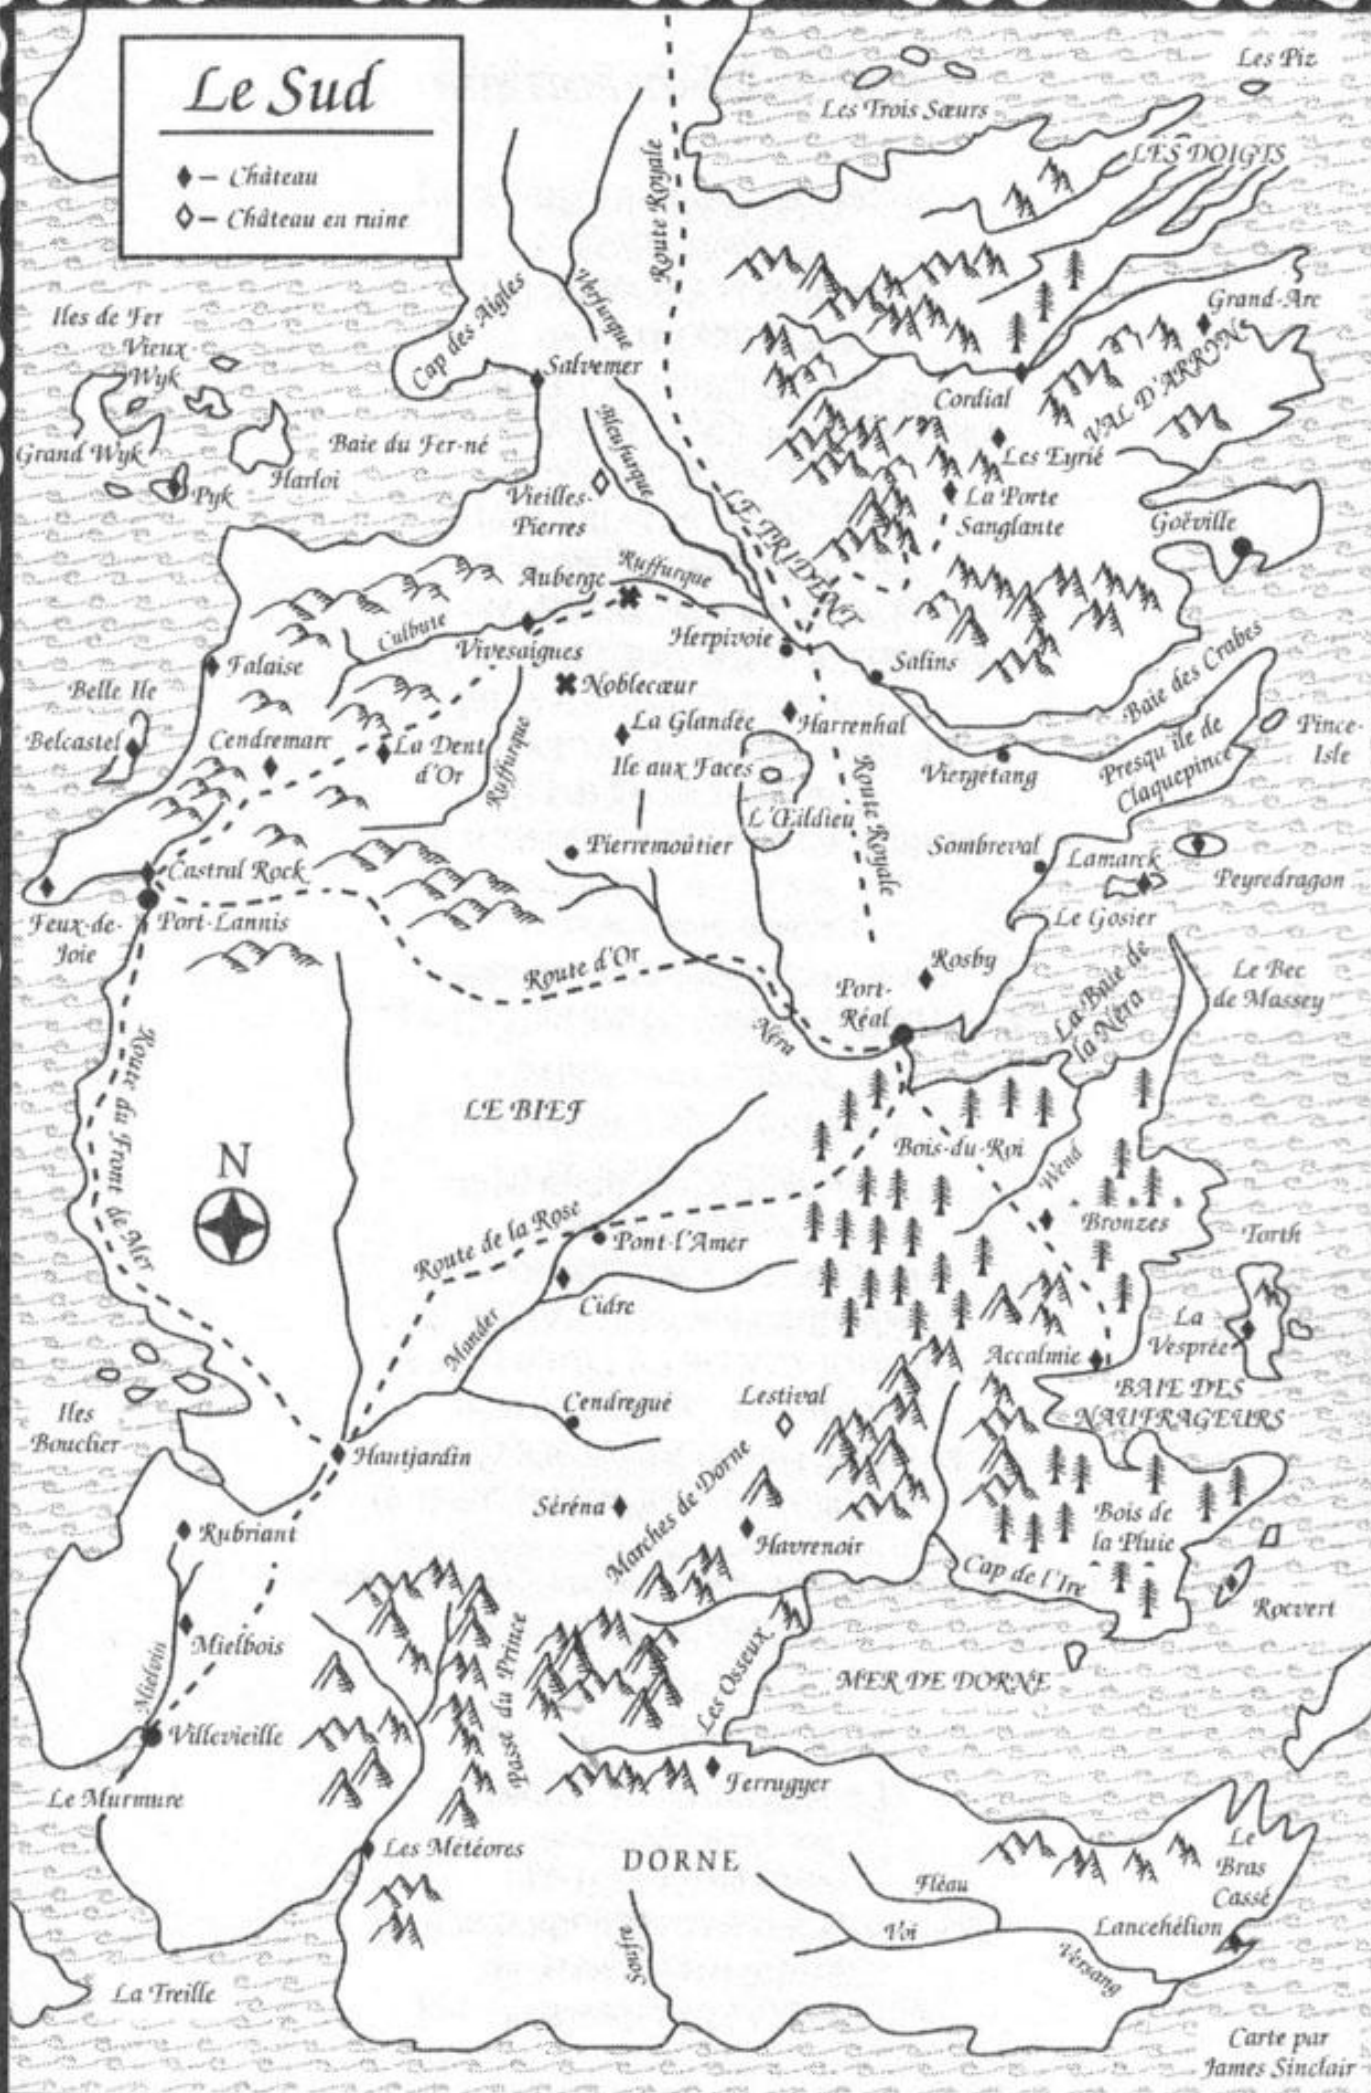 Le Sud
Château
Château en ruine
Les Piz
Les Trois Sœurs
LES DOIGTS
Route Royale
Verfurque
Cap des Aigles
Grand-Arc
Iles de Fer
Vieux
Wyk
Salvemer
Cordial
VAL D'ARRYN
Grand Wyk
Harloi
Baie du Fer-né
Bleufurque
Les Eyrié
Pyk
Vieilles-
Pierres
La Porte
Sanglante
Goëville
LE TRIDENT
Auberge
Ruffurque
Culbute
Vivesaigues
Herpivoie
Salins
Baie des Crabes
Falaise
Belle Ile
Noblecœur
Belcastel
Cendremarc
La Dent
d'Or
Ruffurque
La Glandée
Harrenhal
Ile aux Faces
Viergétang
Presqu'île de
Claquepince
Pince-
Isle
L'Œildieu
Route Royale
Pierremoûtier
Sombreval
Lamarck
Peyredragon
Castral Rock
Feux-de-
Joie
Port-Lannis
Le Gosier
Route d'Or
Rosby
Port-
Réal
La Baie de
la Néra
Le Bec
de Massey
Néra
Route du Front de Mer
LE BIEF
Bois-du-Roi
Wend
N
Bronzes
Torth
Route de la Rose
Pont-l'Amer
Cidre
Mander
La
Vesprée
Accalmie
BAIE DES
NAUFRAGEURS
Iles
Bouclier
Cendregué
Lestival
Hautjardin
Marches de Dorne
Séréna
Havrenoir
Bois de
la Pluie
Rubriant
Cap de l'Ire
Rocvert
Mielbois
Mielvin
Passe du Prince
Les Osseux
MER DE DORNE
Villevieille
Le Murmure
Ferrugyer
Les Météores
DORNE
Le
Bras
Cassé
Fléau
Lancehélion
Voi
Versang
Soufre
La Treille
Carte par
James Sinclair